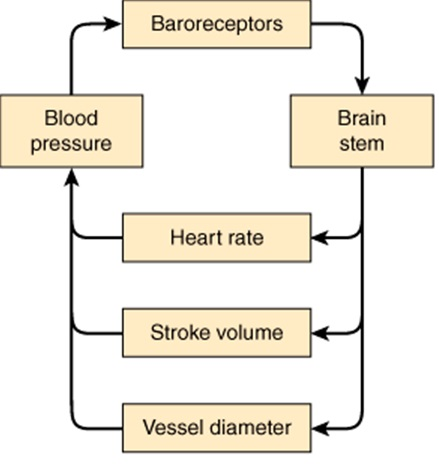 Baroreceptors
Blood
pressure
Brain
stem
Heart rate
Stroke volume
Vessel diameter